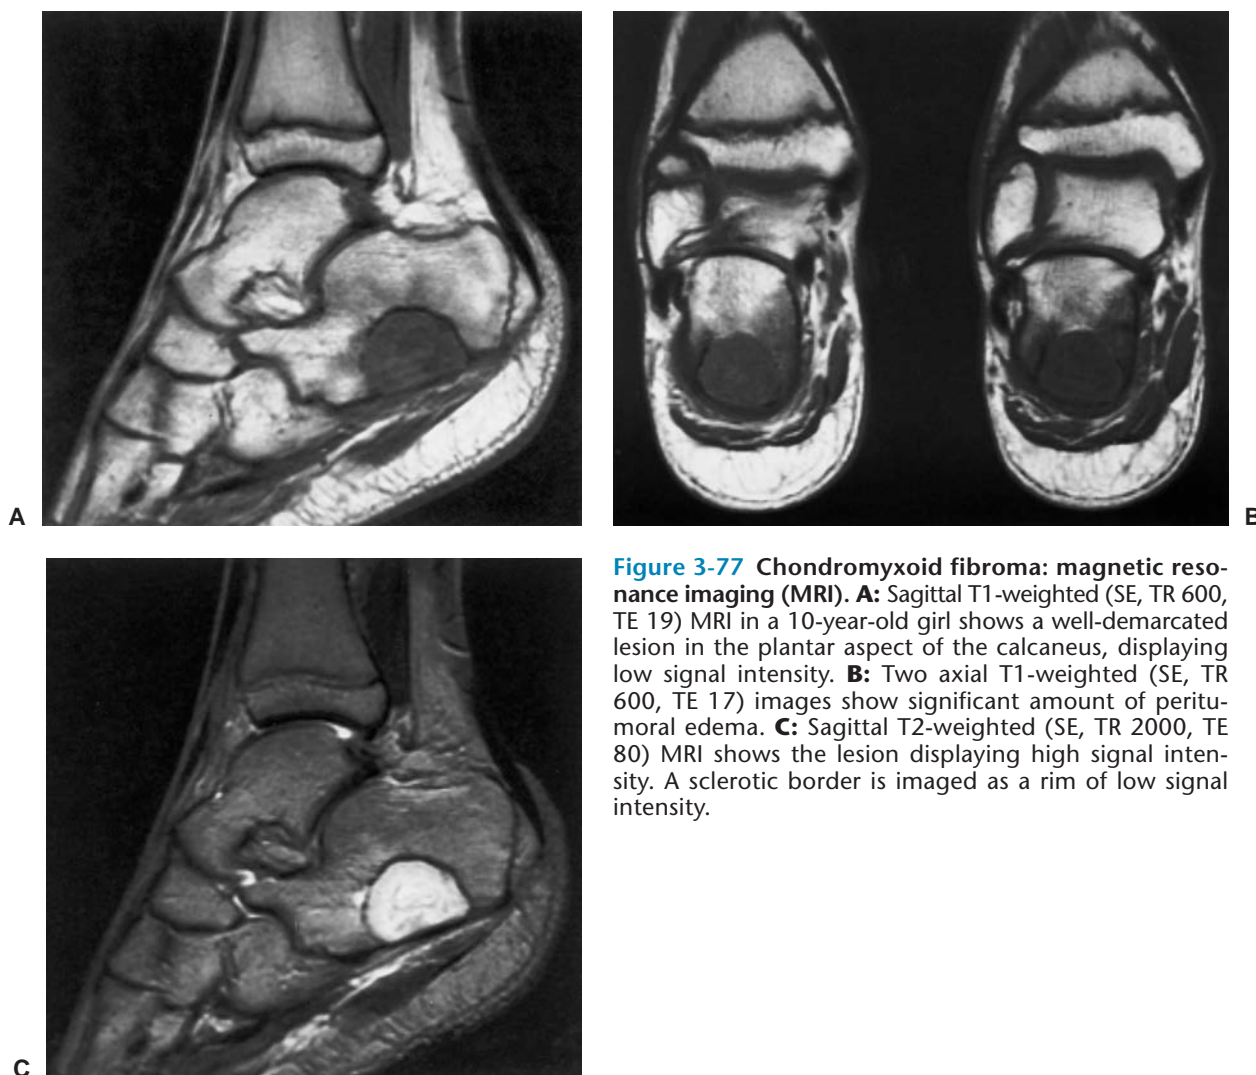 A
B
Figure 3-77 Chondromyxoid fibroma: magnetic reso-
nance imaging (MRI). A: Sagittal T1-weighted (SE, TR 600,
TE 19) MRI in a 10-year-old girl shows a well-demarcated
lesion in the plantar aspect of the calcaneus, displaying
low signal intensity. B: Two axial T1-weighted (SE, TR
600, TE 17) images show significant amount of peritu-
moral edema. C: Sagittal T2-weighted (SE, TR 2000, TE
80) MRI shows the lesion displaying high signal inten-
sity. A sclerotic border is imaged as a rim of low signal
intensity.
C